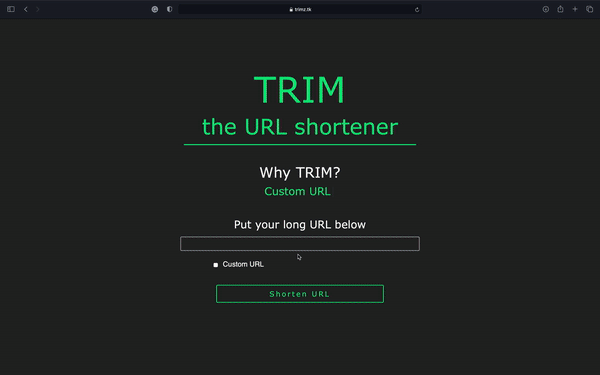 trimz.tk
TRIM
the URL shortener
Why TRIM?
Custom URL
Put your long URL below
Custom URL
Shorten URL